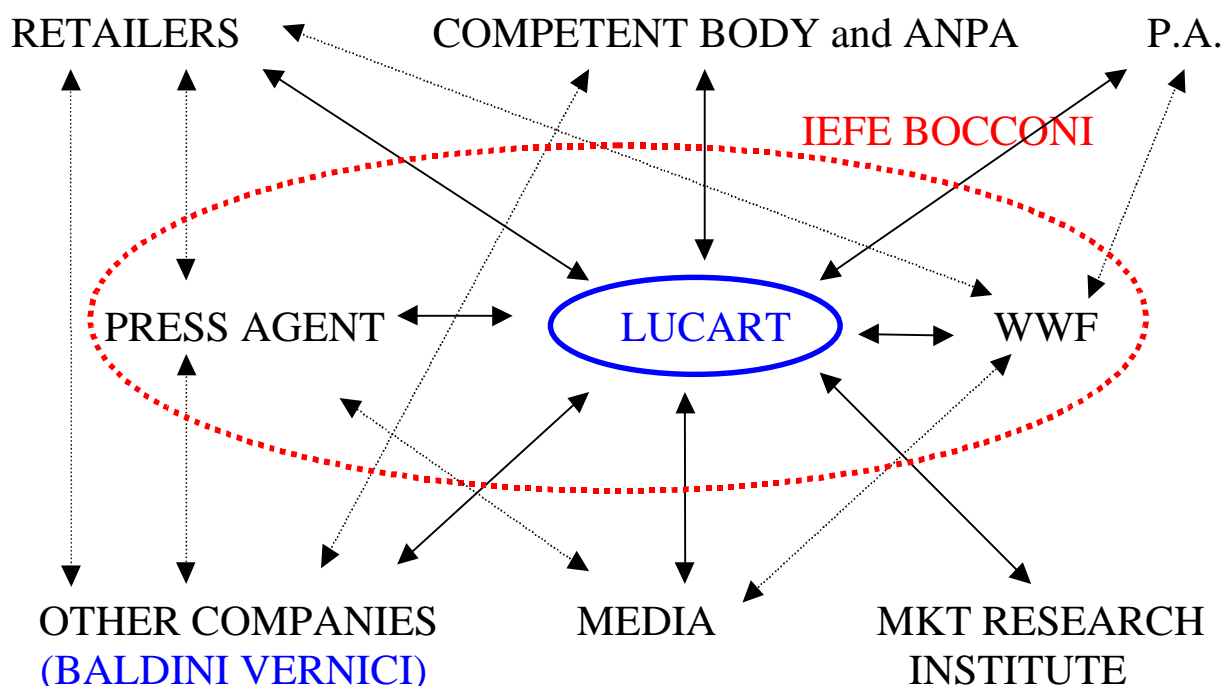 RETAILERS COMPETENT BODY and ANPA P.A.
IEFE BOCCONI
PRESS AGENT LUCART WWF
OTHER COMPANIES MEDIA MKT RESEARCH
(BALDINI VERNICI) INSTITUTE